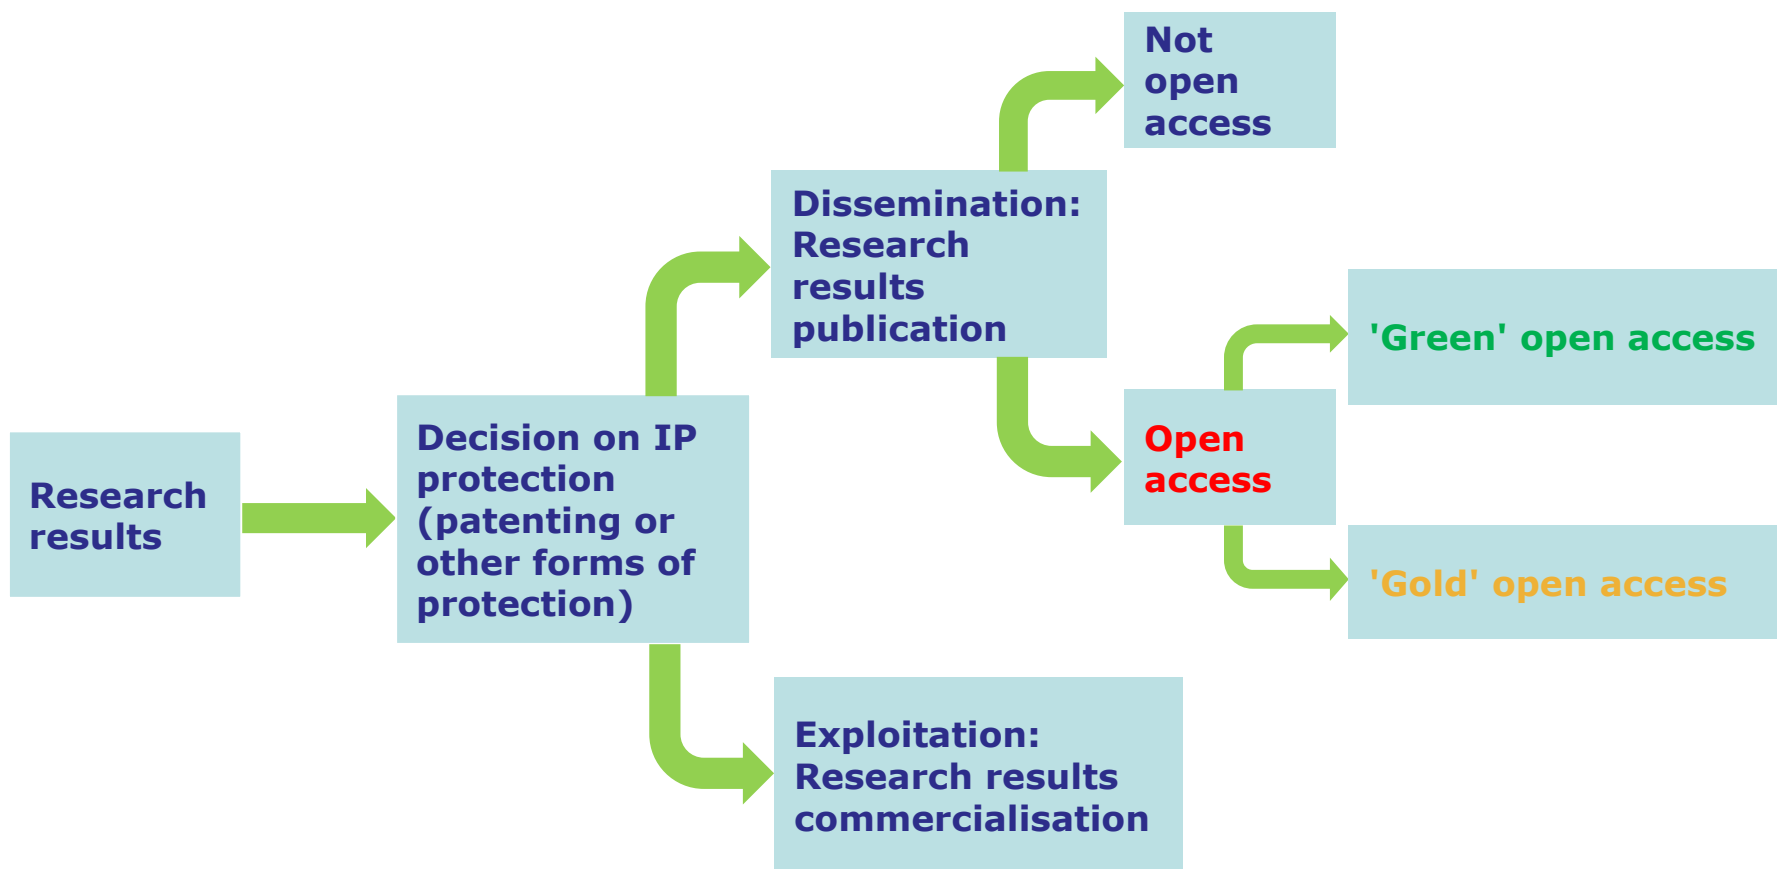 Research
results
Decision on IP
protection
(patenting or
other forms of
protection)
Dissemination:
Research
results
publication
Exploitation:
Research results
commercialisation
Not
open
access
Open
access
'Green' open access
'Gold' open access